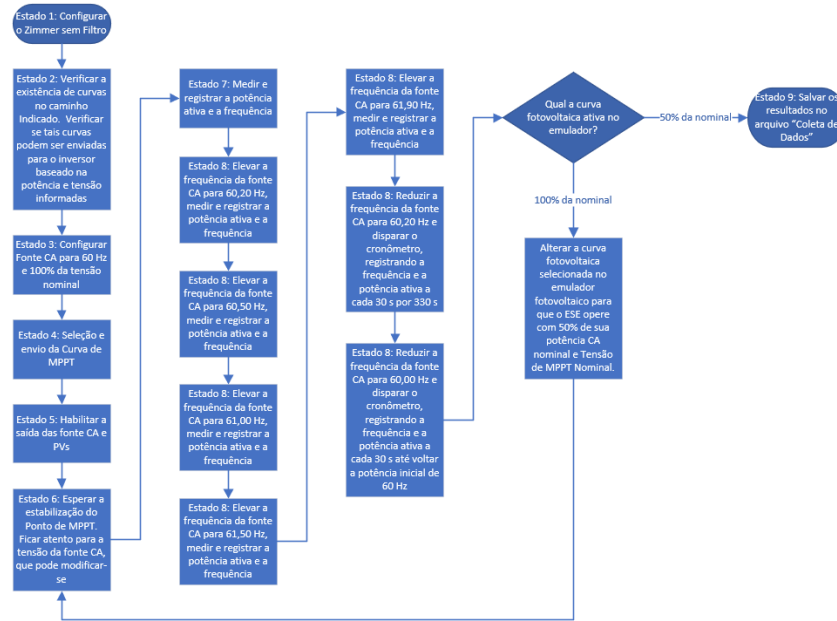 Estado 1: Configurar
o Zimmer sem Filtro
Estado 2: Verificar a
existência de curvas
no caminho
Indicado. Verificar
se tais curvas
podem ser enviadas
para o inversor
baseado na
potência e tensão
informadas
Estado 3: Configurar
Fonte CA para 60 Hz
e 100% da tensão
nominal
Estado 4: Seleção e
envio da Curva de
MPPT
Estado 5: Habilitar a
saída das fonte CA e
PVs
Estado 6: Esperar a
estabilização do
Ponto de MPPT.
Ficar atento para a
tensão da fonte CA,
que pode modificar-
se
Estado 7: Medir e
registrar a potência
ativa e a frequência
Estado 8: Elevar a
frequência da fonte
CA para 60,20 Hz,
medir e registrar a
potência ativa e a
frequência
Estado 8: Elevar a
frequência da fonte
CA para 60,50 Hz,
medir e registrar a
potência ativa e a
frequência
Estado 8: Elevar a
frequência da fonte
CA para 61,00 Hz,
medir e registrar a
potência ativa e a
frequência
Estado 8: Elevar a
frequência da fonte
CA para 61,50 Hz,
medir e registrar a
potência ativa e a
frequência
Estado 8: Elevar a
frequência da fonte
CA para 61,90 Hz,
medir e registrar a
potência ativa e a
frequência
Estado 8: Reduzir a
frequência da fonte
CA para 60,20 Hz e
disparar o
cronômetro,
registrando a
frequência e a
potência ativa a
cada 30 s por 330 s
Estado 8: Reduzir a
frequência da fonte
CA para 60,00 Hz e
disparar o
cronômetro,
registrando a
frequência e a
potência ativa a
cada 30 s até voltar
a potência inicial de
60 Hz
Qual a curva
fotovoltaica ativa no
emulador?
50% da nominal
100% da nominal
Alterar a curva
fotovoltaica
selecionada no
emulador
fotovoltaico para
que o ESE opere
com 50% de sua
potência CA
nominal e Tensão
de MPPT Nominal.
Estado 9: Salvar os
resultados no
arquivo “Coleta de
Dados”